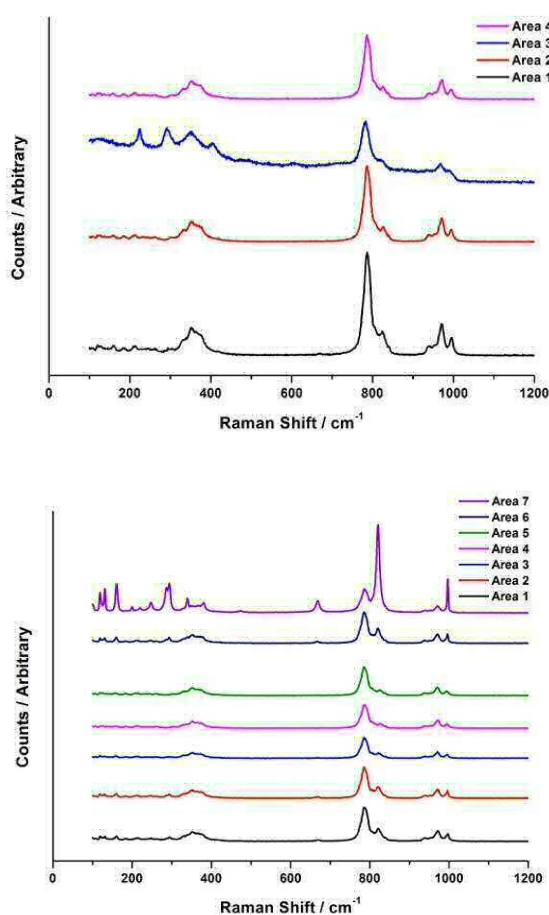 Area 4
Area 3
Area 2
Area 1
Counts / Arbitrary
0 200 400 600 800 1000 1200
Raman Shift / cm-1
Area 7
Area 6
Area 5
Area 4
Area 3
Area 2
Area 1
Counts / Arbitrary
0 200 400 600 800 1000 1200
Raman Shift / cm-1